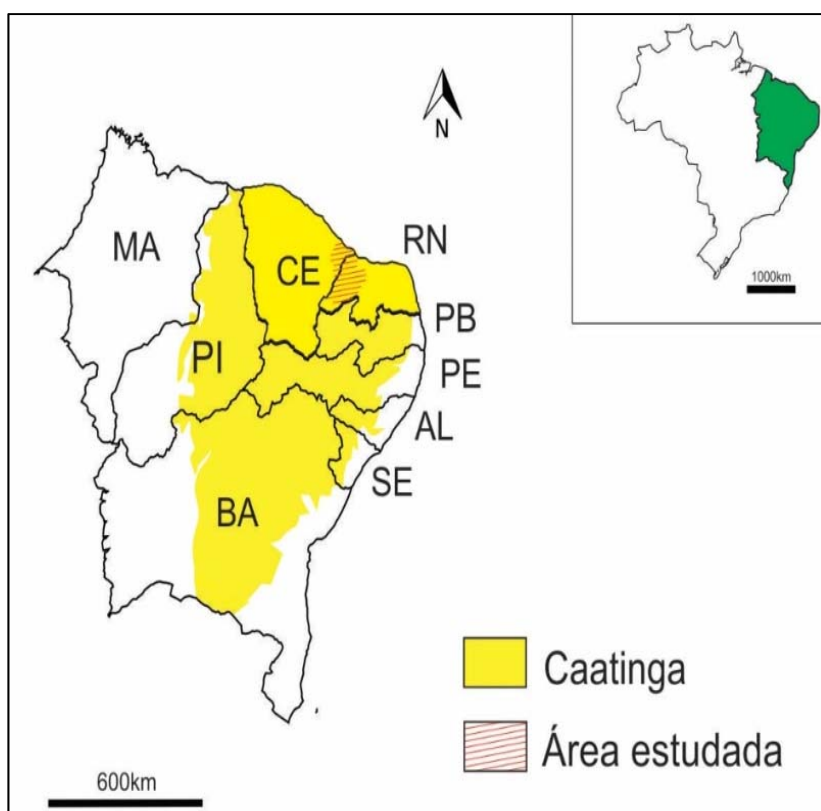 N
1000km
MA
CE
RN
PB
PI
PE
AL
SE
BA
Caatinga
Área estudada
600km